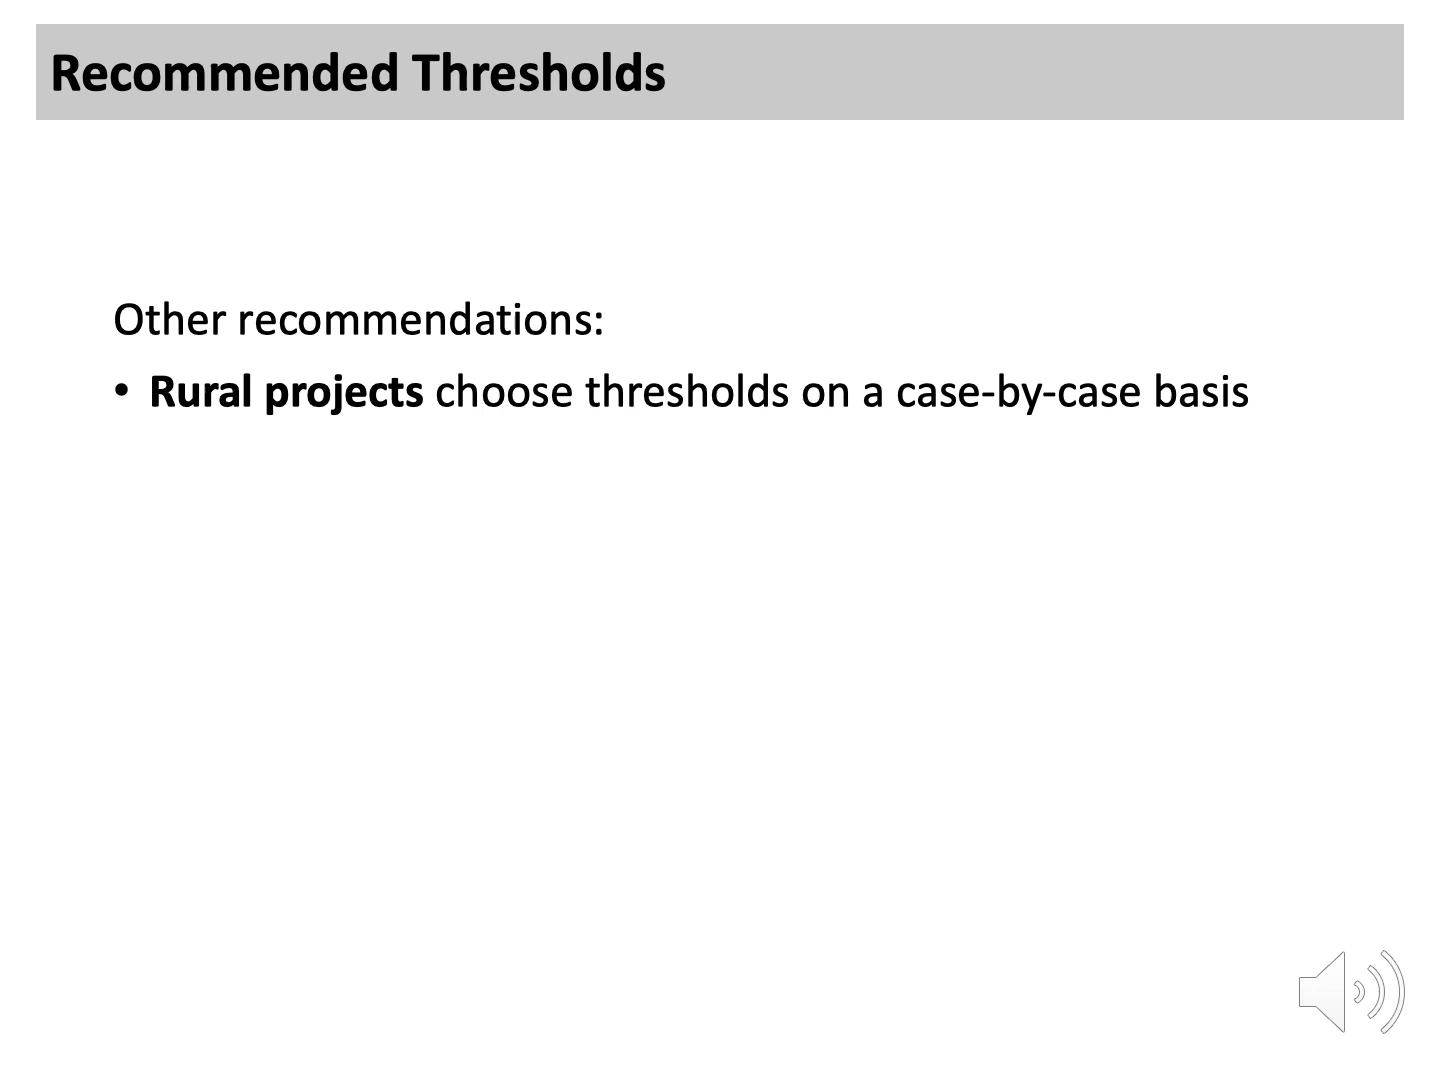 Recommended Thresholds
Other recommendations:
• Rural projects choose thresholds on a case-by-case basis